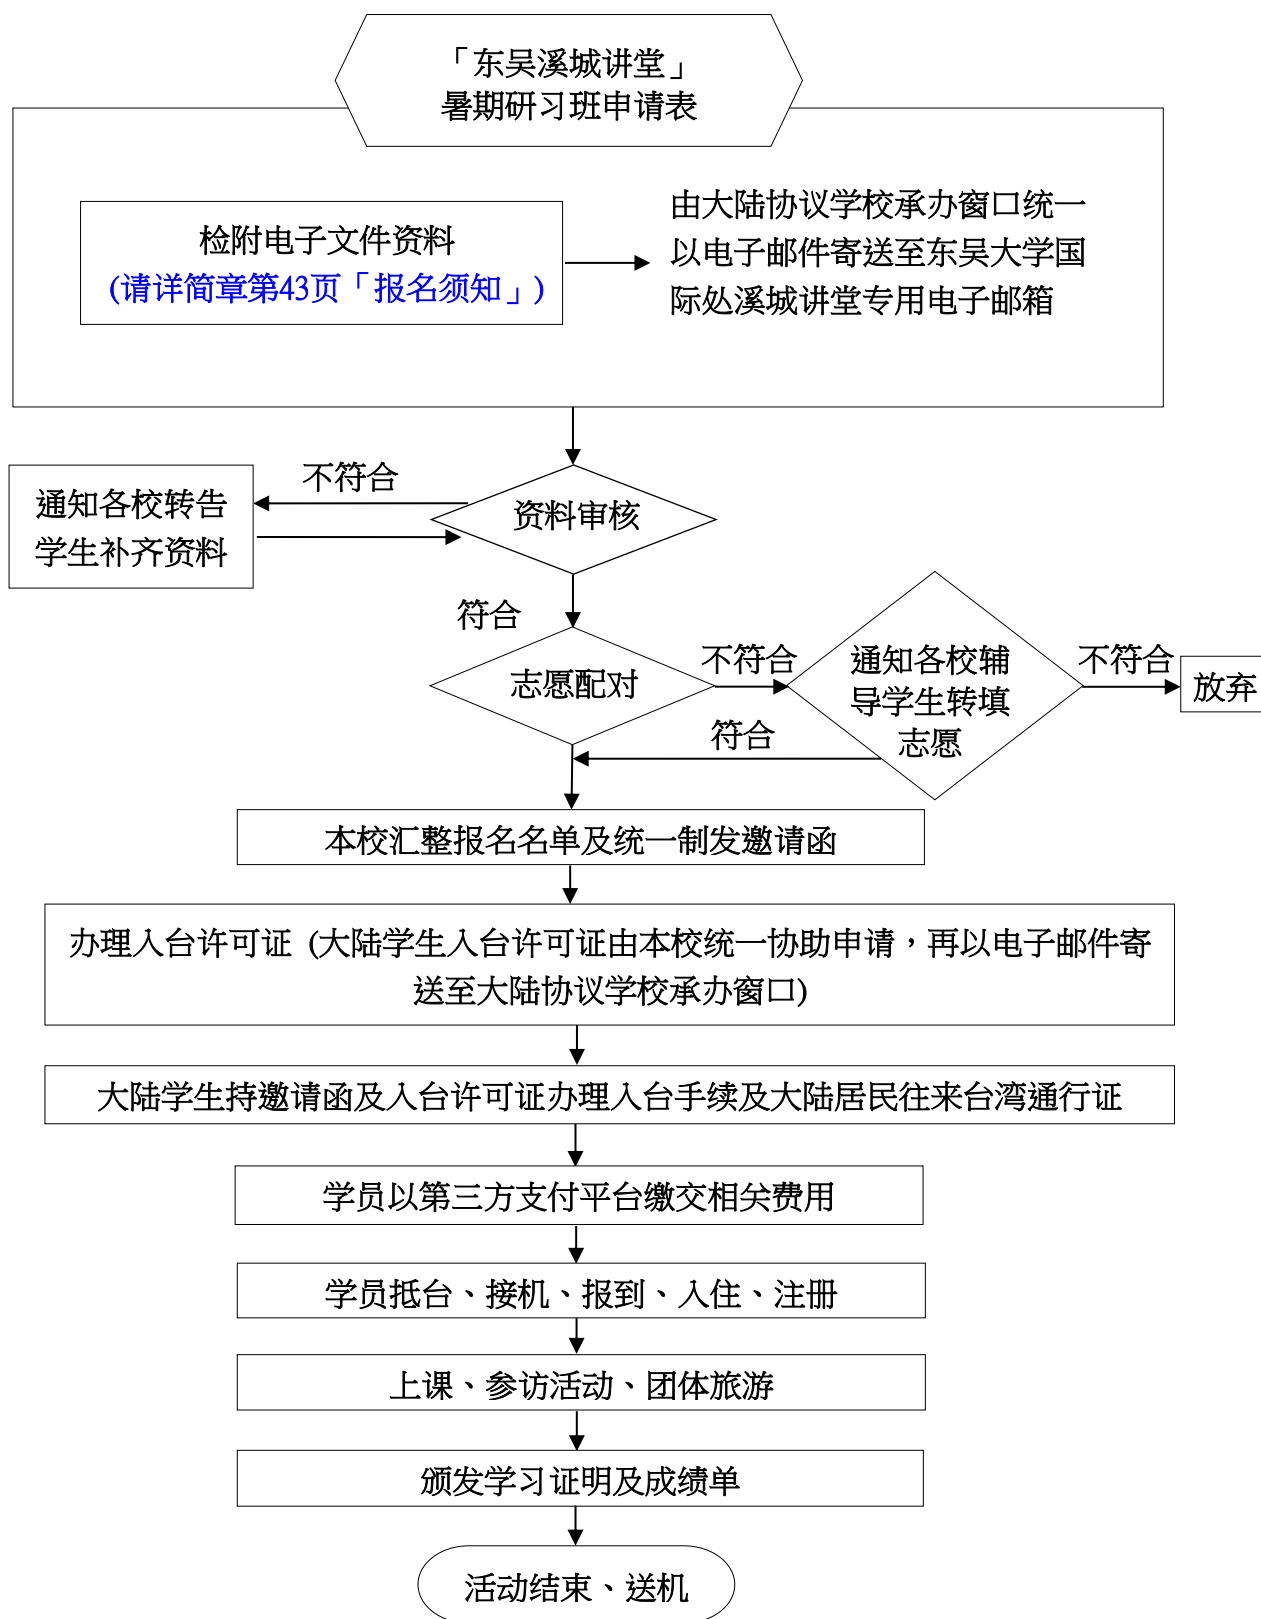 「东吴溪城讲堂」
暑期研习班申请表
检附电子文件资料
(请详简章第43页「报名须知」)
由大陆协议学校承办窗口统一
以电子邮件寄送至东吴大学国
际处溪城讲堂专用电子邮箱
不符合
通知各校转告
学生补齐资料
资料审核
符合
志愿配对
不符合
通知各校辅
导学生转填
志愿
不符合
放弃
符合
本校汇整报名名单及统一制发邀请函
办理入台许可证 (大陆学生入台许可证由本校统一协助申请，再以电子邮件寄
送至大陆协议学校承办窗口)
大陆学生持邀请函及入台许可证办理入台手续及大陆居民往来台湾通行证
学员以第三方支付平台缴交相关费用
学员抵台、接机、报到、入住、注册
上课、参访活动、团体旅游
颁发学习证明及成绩单
活动结束、送机